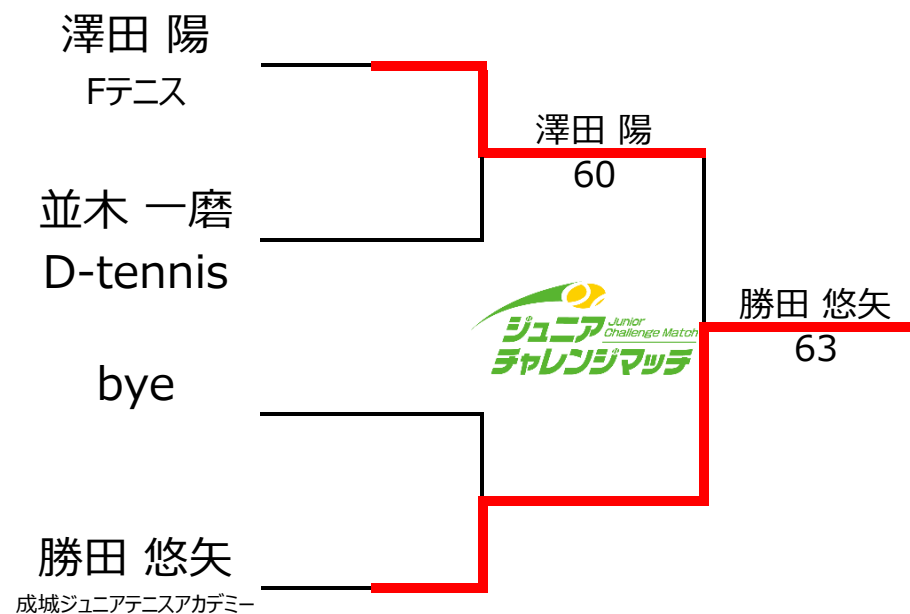 澤田 陽
Fテニス
澤田 陽
60
並木 一磨
D-tennis
勝田 悠矢
63
ジュニア
Junior
Challenge Match
チャレンジマッチ
bye
勝田 悠矢
成城ジュニアテニスアカデミー